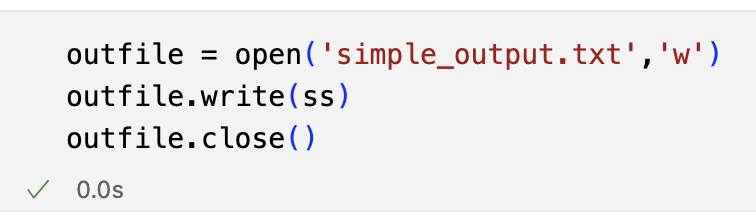 outfile = open('simple_output.txt','w')
outfile.write(ss)
outfile.close()
✓ 0.0s